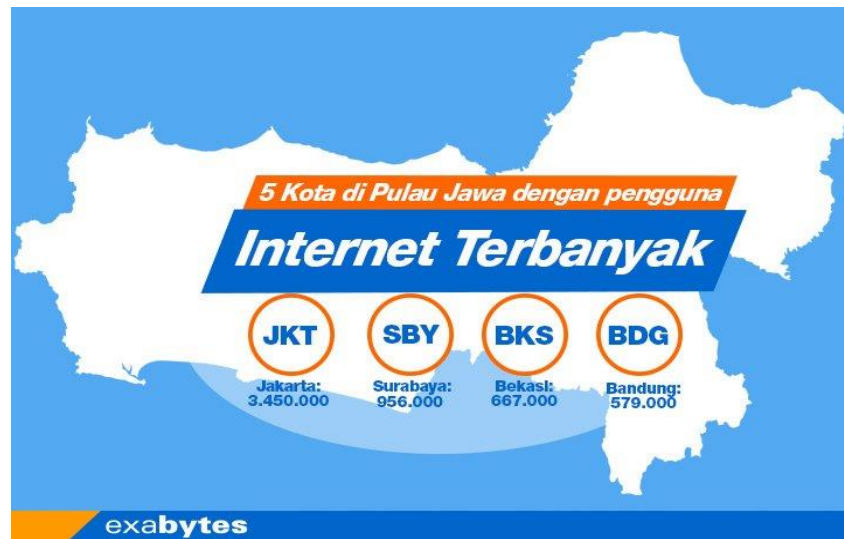 5 Kota di Pulau Jawa dengan pengguna
Internet Terbanyak
JKT
SBY
BKS
BDG
Jakarta:
3.450.000
Surabaya:
956.000
Bekasi:
667.000
Bandung:
579.000
exabytes